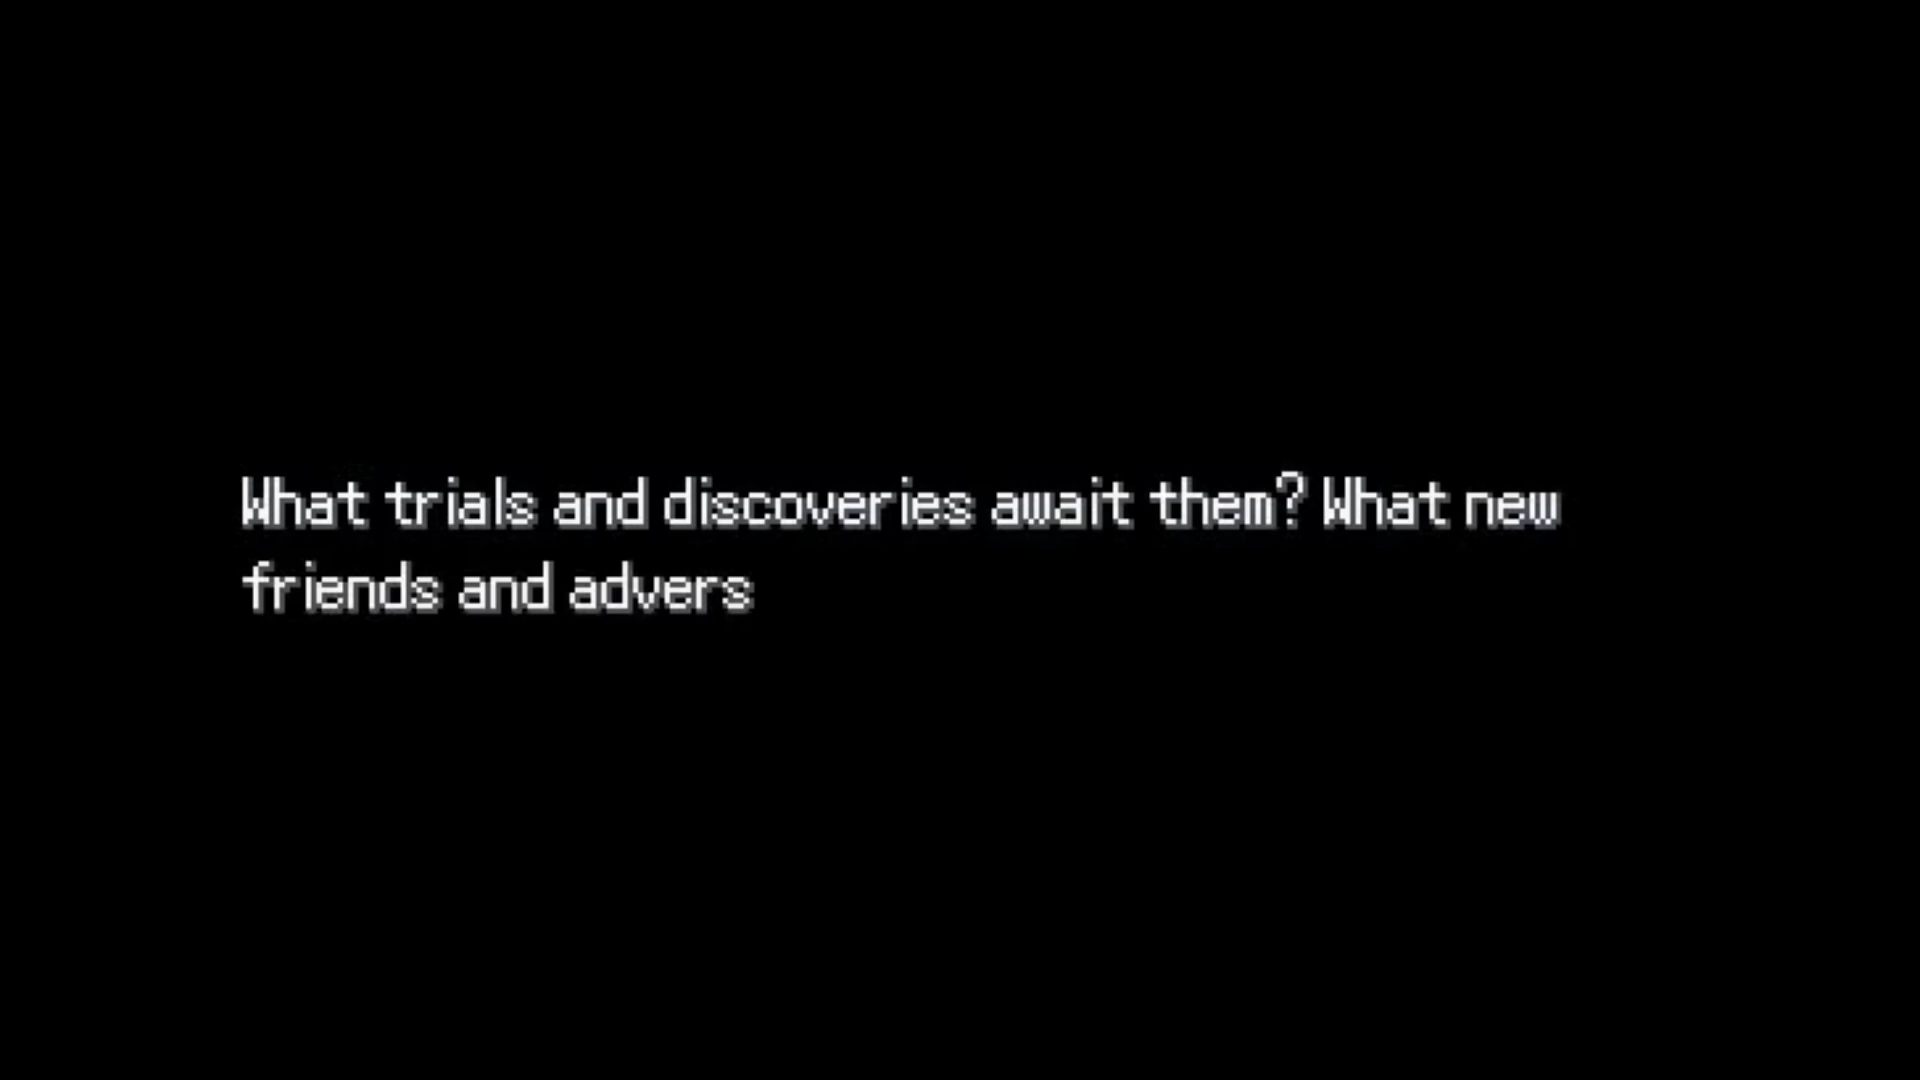 What trials and discoveries await them? What new
friends and advers